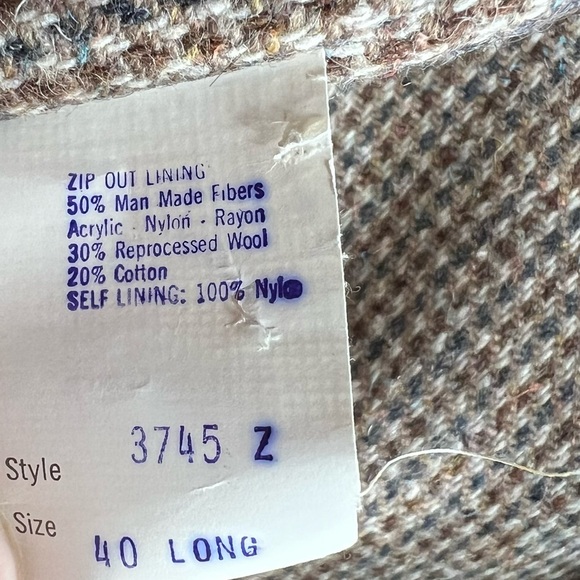 ZIP OUT LINING
50% Man Made Fibers
Acrylic - Nylon - Rayon
30% Reprocessed Wool
20% Cotton
SELF LINING: 100% Nylon
Style 3745 Z
Size 40 LONG